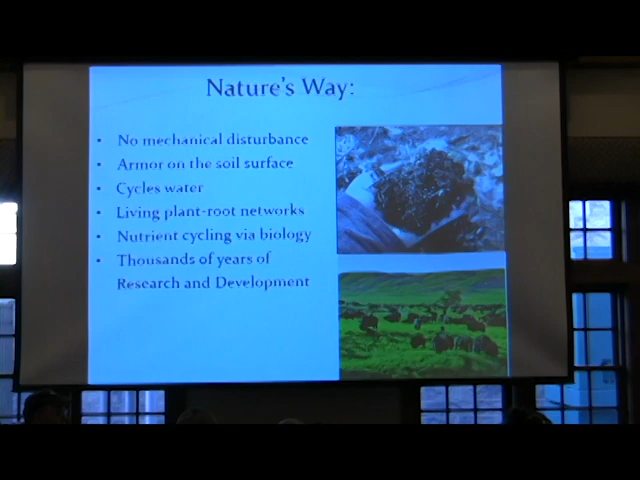 Nature's Way:
• No mechanical disturbance
• Armor on the soil surface
• Cycles water
• Living plant-root networks
• Nutrient cycling via biology
• Thousands of years of
Research and Development